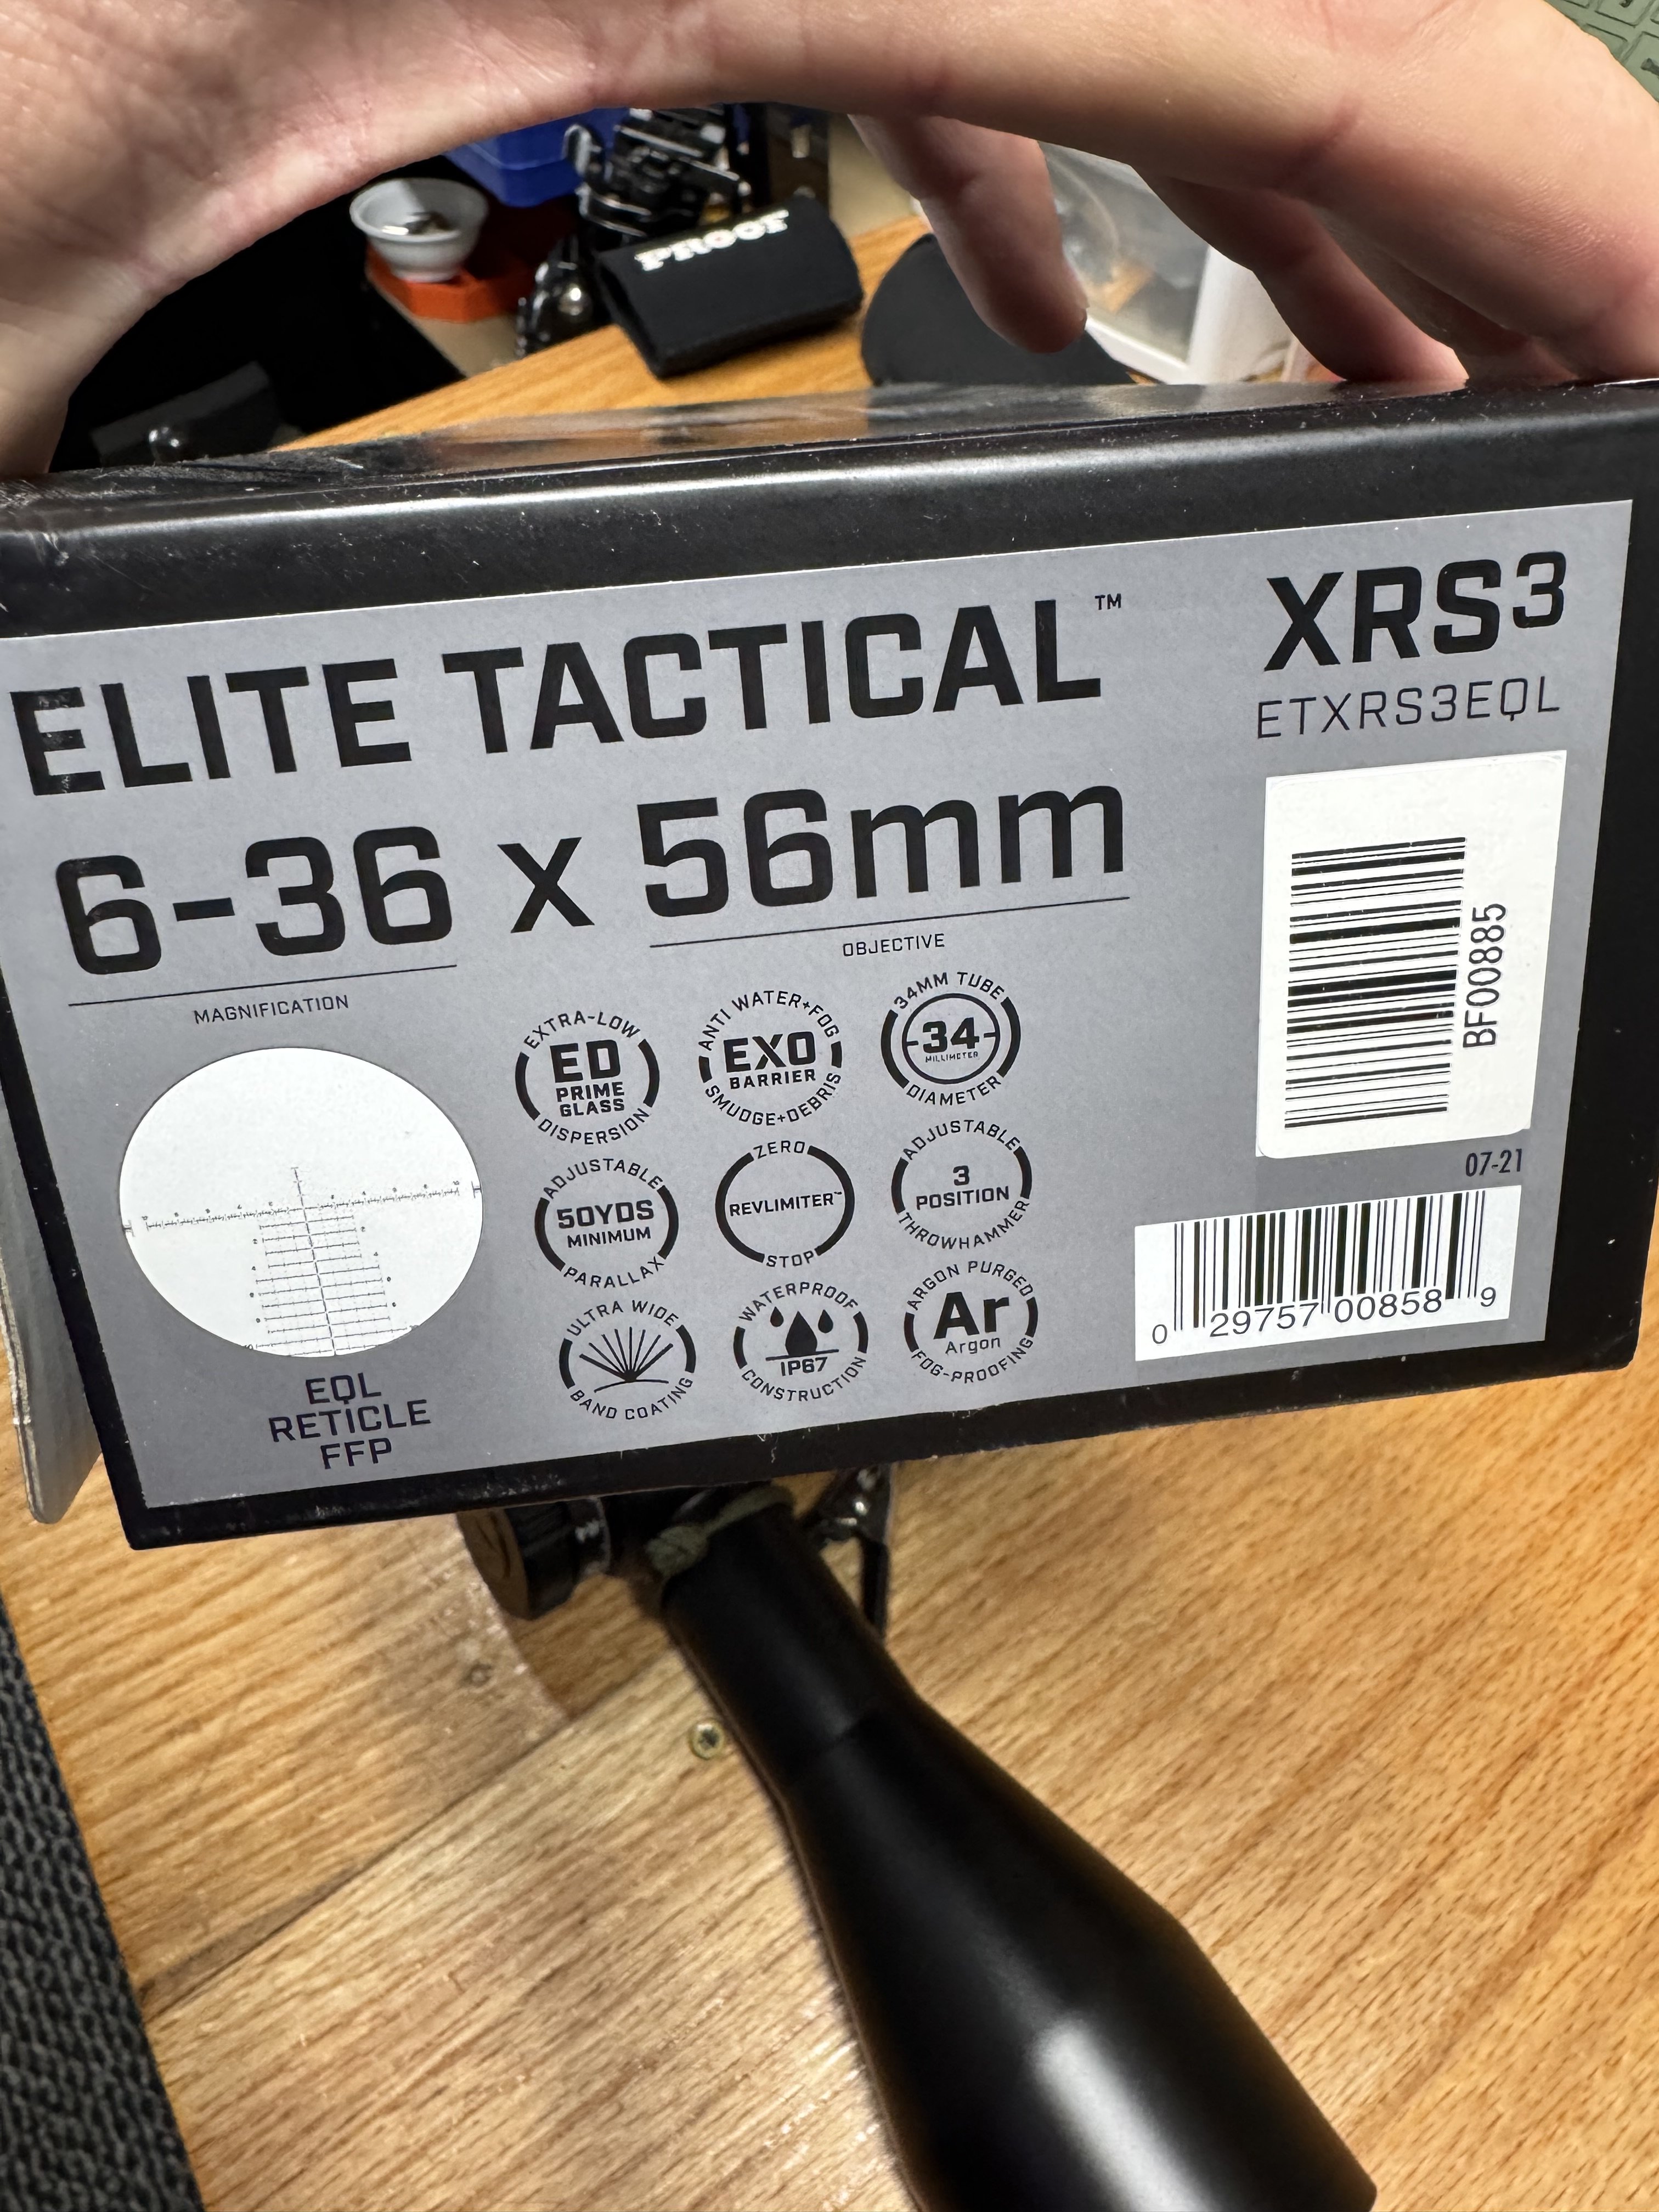 PROOF
ELITE TACTICAL™
XRS3
ETXRS3EQL
6-36 x 56mm
MAGNIFICATION
OBJECTIVE
EXTRA-LOW
ED
PRIME
GLASS
DISPERSION
ANTI WATER+FOG
EXO
BARRIER
SMUDGE+DEBRIS
34MM TUBE
-34-
MILLIMETER
DIAMETER
ADJUSTABLE
50YDS
MINIMUM
PARALLAX
ZERO
REVLIMITER™
STOP
ADJUSTABLE
3
POSITION
THROWHAMMER
ULTRA WIDE
BAND COATING
WATERPROOF
IP67
CONSTRUCTION
ARGON PURGED
Ar
Argon
FOG-PROOFING
EQL
RETICLE
FFP
BF00885
07-21
0 29757 00858 9